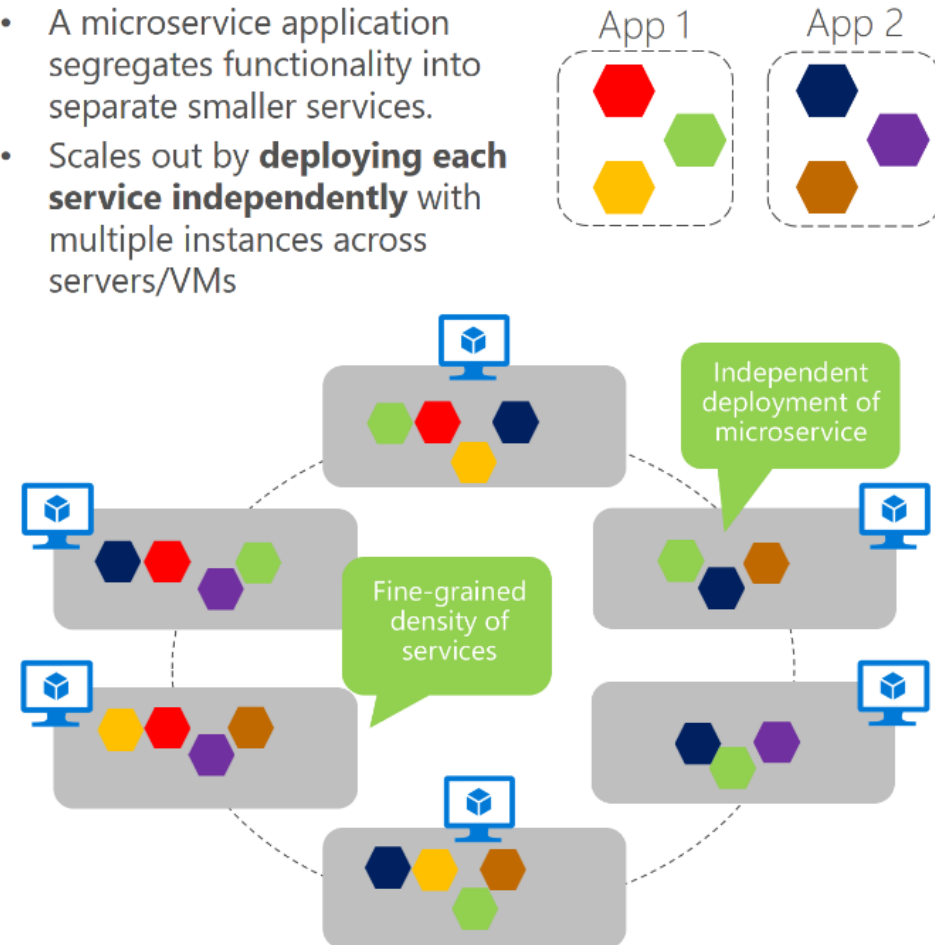 • A microservice application
segregates functionality into
separate smaller services.
• Scales out by deploying each
service independently with
multiple instances across
servers/VMs
App 1
App 2
Independent
deployment of
microservice
Fine-grained
density of
services